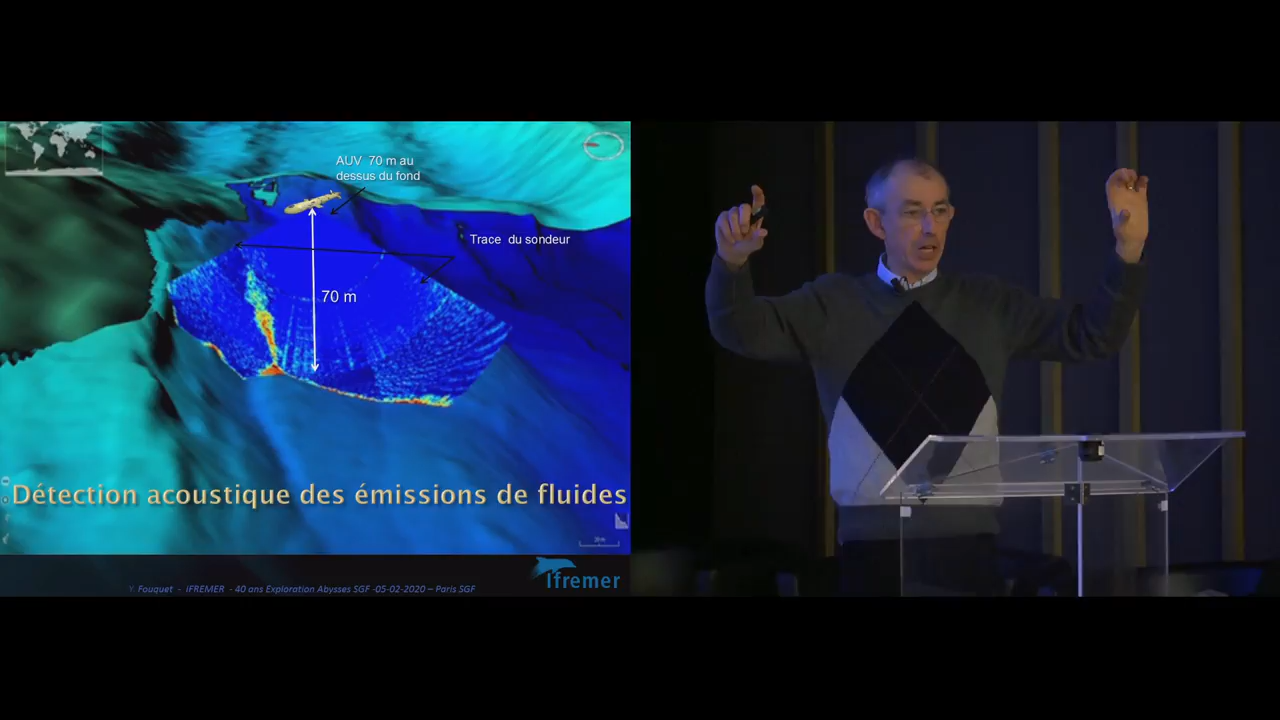 AUV 70 m au
dessus du fond
Trace du sondeur
70 m
Détection acoustique des émissions de fluides
Ifremer
Y. Fouquet - IFREMER - 40 ans Exploration Abysses SGF -05-02-2020 – Paris SGF